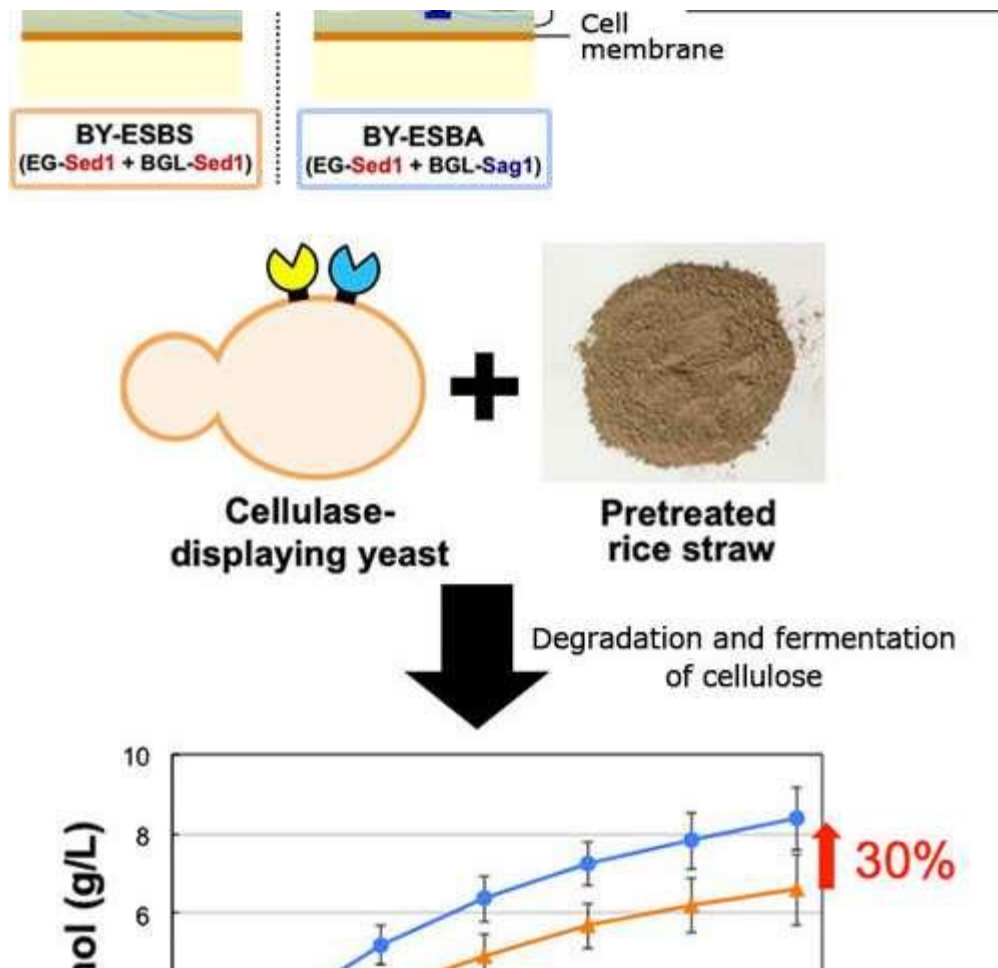 Cell
membrane
BY-ESBS
(EG-Sed1 + BGL-Sed1)
BY-ESBA
(EG-Sed1 + BGL-Sag1)
Cellulase-
displaying yeast
Pretreated
rice straw
Degradation and fermentation
of cellulose
10
8
6
(g/L)
30%